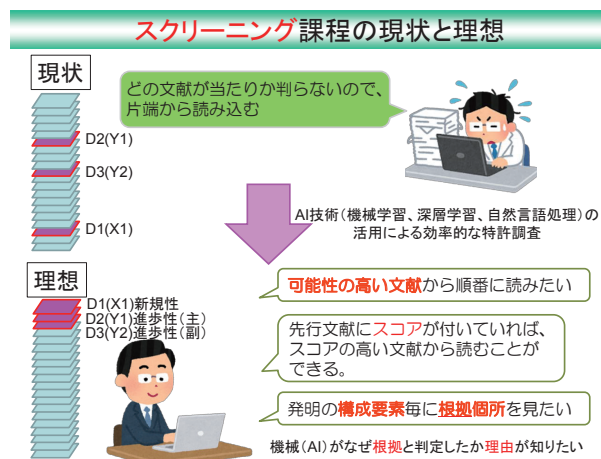 スクリーニング課程の現状と理想
現状
どの文献が当たりか判らないので、
片端から読み込む
D2(Y1)
D3(Y2)
D1(X1)
AI技術(機械学習、深層学習、自然言語処理)の
活用による効率的な特許調査
理想
D1(X1)新規性
D2(Y1)進歩性(主)
D3(Y2)進歩性(副)
可能性の高い文献から順番に読みたい
先行文献にスコアが付いていれば、
スコアの高い文献から読むことが
できる。
発明の構成要素毎に根拠個所を見たい
機械(AI)がなぜ根拠と判定したか理由が知りたい